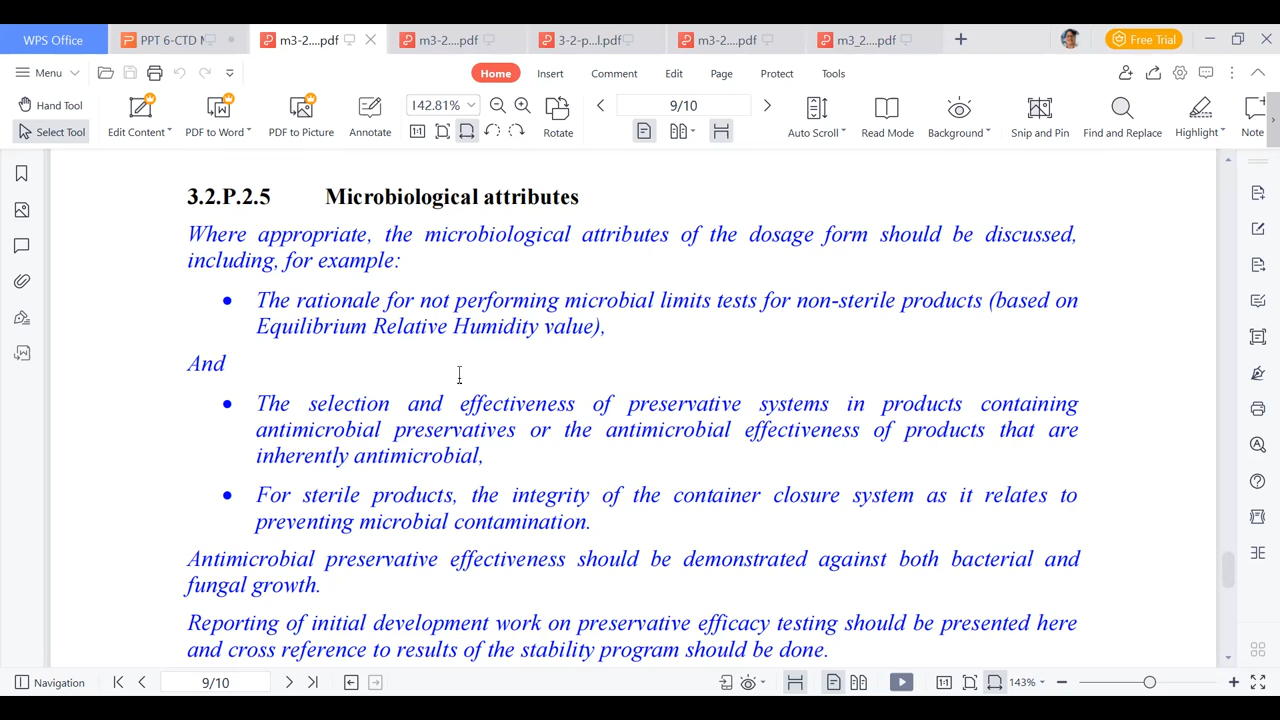 WPS Office
PPT 6-CTD M
m3-2....pdf
m3-2....pdf
3-2-p...l.pdf
m3-2....pdf
m3_2....pdf
Free Trial
Menu
Home
Insert
Comment
Edit
Page
Protect
Tools
Hand Tool
Select Tool
Edit Content
PDF to Word
PDF to Picture
Annotate
142.81%
Rotate
9/10
Auto Scroll
Read Mode
Background
Snip and Pin
Find and Replace
Highlight
Note
3.2.P.2.5 Microbiological attributes
Where appropriate, the microbiological attributes of the dosage form should be discussed,
including, for example:
• The rationale for not performing microbial limits tests for non-sterile products (based on
Equilibrium Relative Humidity value),
And
• The selection and effectiveness of preservative systems in products containing
antimicrobial preservatives or the antimicrobial effectiveness of products that are
inherently antimicrobial,
• For sterile products, the integrity of the container closure system as it relates to
preventing microbial contamination.
Antimicrobial preservative effectiveness should be demonstrated against both bacterial and
fungal growth.
Reporting of initial development work on preservative efficacy testing should be presented here
and cross reference to results of the stability program should be done.
Navigation
9/10
143%